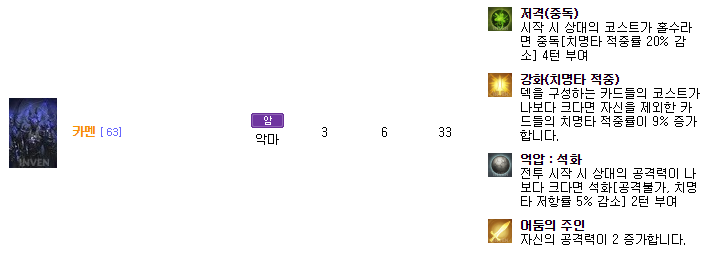 저격(중독)
시작 시 상대의 코스트가 홀수라
면 중독[치명타 적중률 20% 감
소] 4턴 부여
강화(치명타 적중)
덱을 구성하는 카드들의 코스트가
나보다 크다면 자신을 제외한 카
드들의 치명타 적중률이 9% 증가
합니다.
INVEN
카멘 [ 63]
암
악마
3
6
33
억압 : 석화
전투 시작 시 상대의 공격력이 나
보다 크다면 석화[공격불가, 치명
타 저항률 5% 감소] 2턴 부여
어둠의 주인
자신의 공격력이 2 증가합니다.